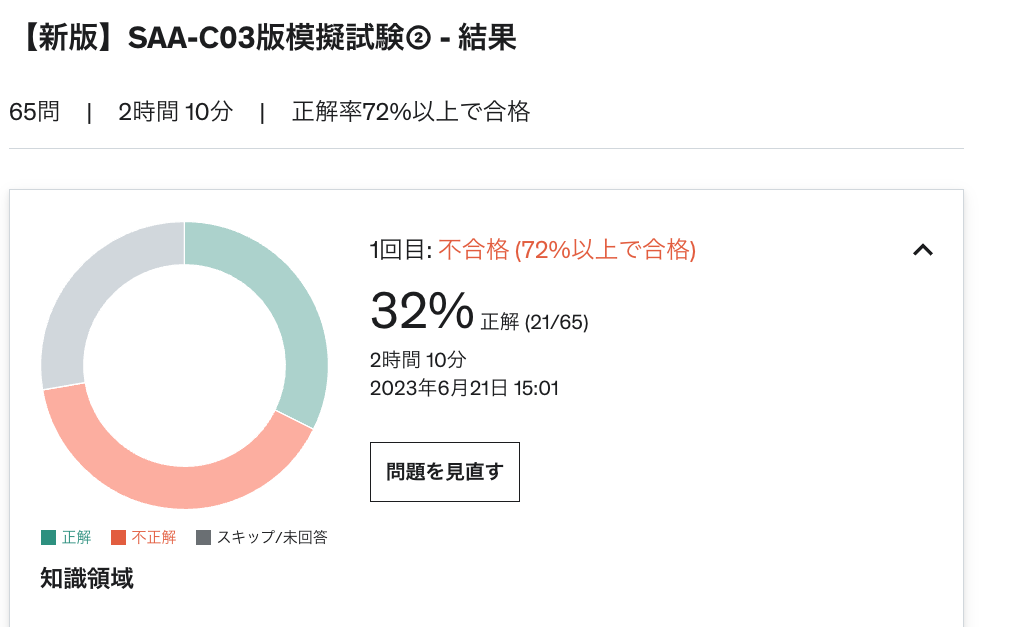 【新版】SAA-C03版模擬試験② - 結果
65問 | 2時間 10分 | 正解率72%以上で合格
1回目: 不合格 (72%以上で合格)
32% 正解 (21/65)
2時間 10分
2023年6月21日 15:01
問題を見直す
正解 不正解 スキップ/未回答
知識領域